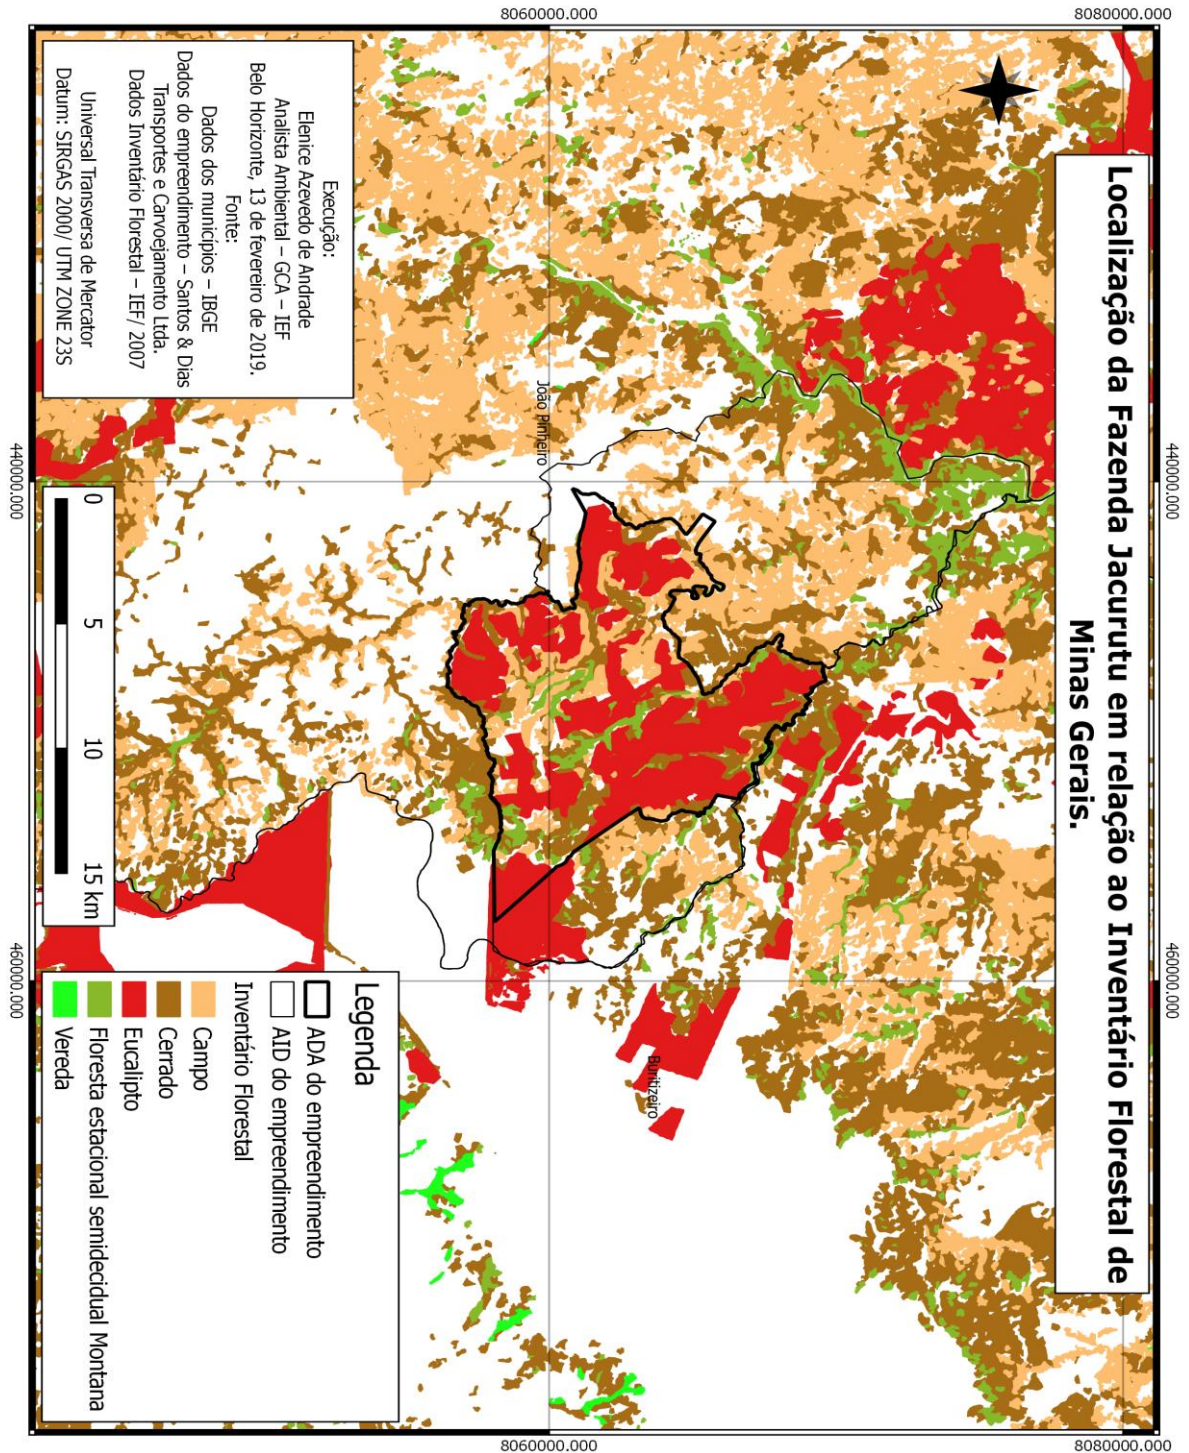 Localização da Fazenda Jacurutu em relação ao Inventário Florestal de
Minas Gerais.
440000.000
460000.000
8080000.000
8080000.000
8060000.000
8060000.000
João Pinheiro
Buritizeiro
Execução:
Elenice Azevedo de Andrade
Analista Ambiental – GCA – IEF
Belo Horizonte, 13 de fevereiro de 2019.
Fonte:
Dados dos municípios – IBGE
Dados do empreendimento – Santos & Dias
Transportes e Carvoejamento Ltda.
Dados Inventário Florestal – IEF/ 2007
Universal Transversa de Mercator
Datum: SIRGAS 2000/ UTM ZONE 23S
0 5 10 15 km
Legenda
ADA do empreendimento
AID do empreendimento
Inventário Florestal
Campo
Cerrado
Eucalipto
Floresta estacional semidecidual Montana
Vereda
440000.000
460000.000